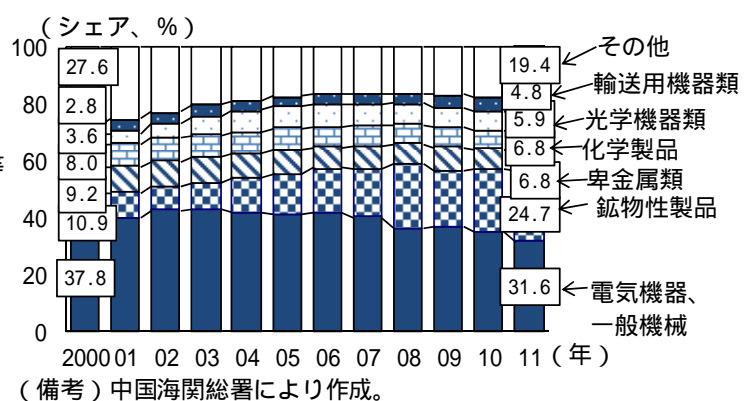 (シェア、%)
100
80
60
40
20
0
27.6
2.8
3.6
8.0
9.2
10.9
37.8
19.4
4.8
5.9
6.8
6.8
24.7
31.6
その他
輸送用機器類
光学機器類
化学製品
卑金属類
鉱物性製品
電気機器、
一般機械
2000 01 02 03 04 05 06 07 08 09 10 11 (年)
(備考)中国海関総署により作成。